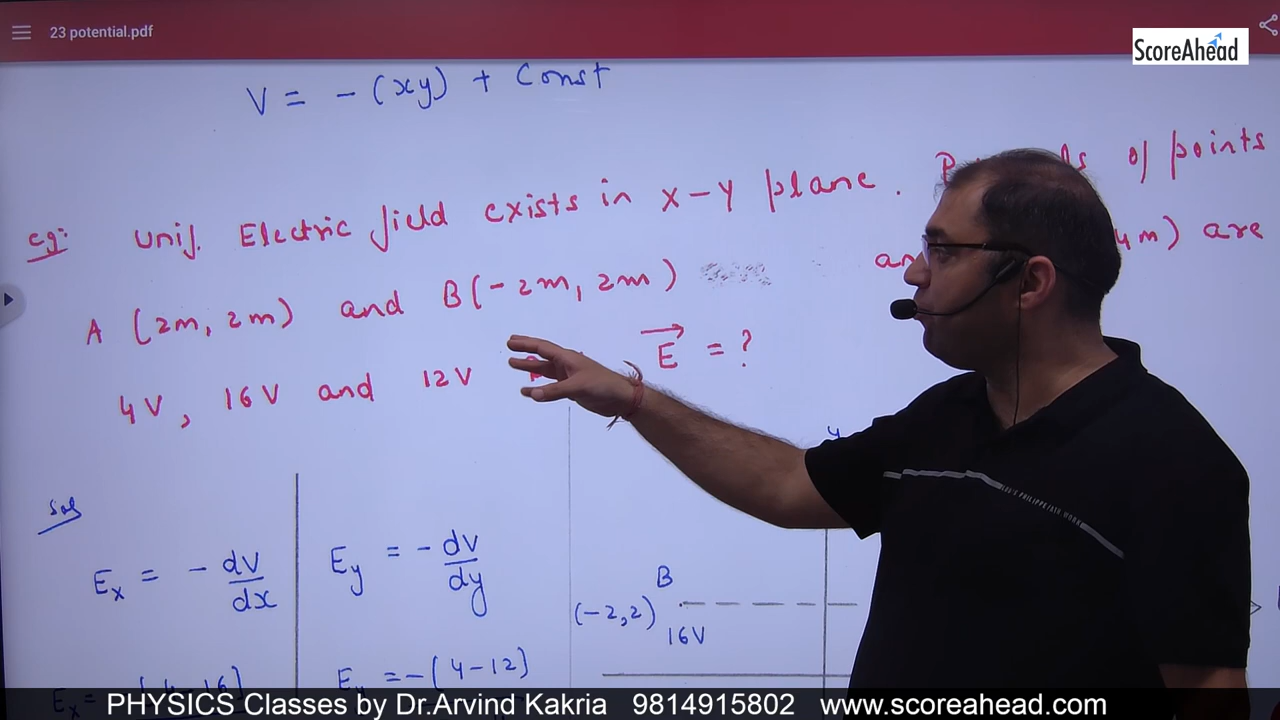 23 potential.pdf
ScoreAhead
V = - (xy) + Const
eg: Unif. Electric field exists in X-Y plane. of points
A (2m, 2m) and B(-2m, 2m) 4m) are
4V, 16V and 12V E = ?
Sol
Ex = - dV/dx
Ey = - dV/dy
B
(-2,2)
16V
Ey = -(4-12)
PHYSICS Classes by Dr.Arvind Kakria 9814915802 www.scoreahead.com